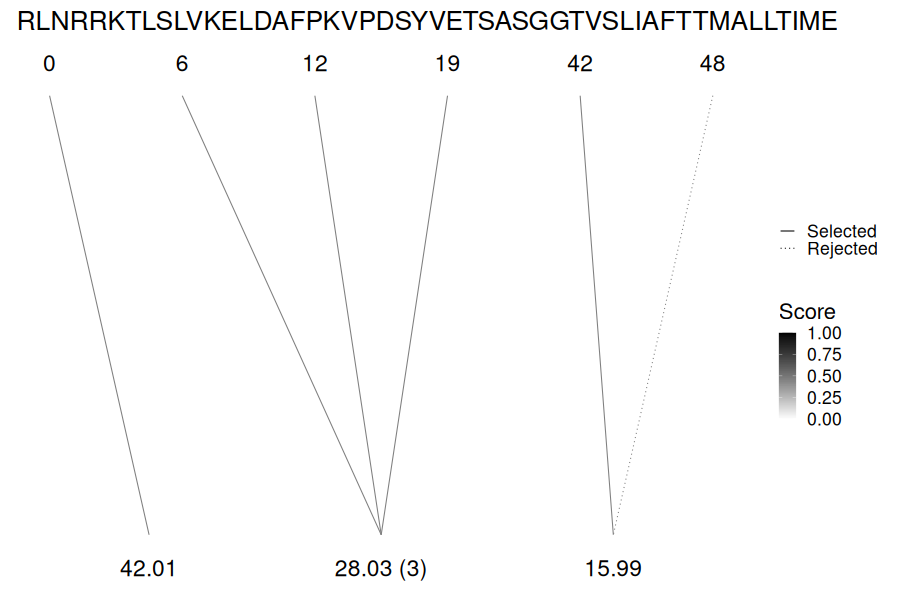 RLNRRKTLSLVKELDAFPKVPDSYVETSASGGTVSLIAFTTMALLTIME
0 6 12 19 42 48
Selected
Rejected
Score
1.00
0.75
0.50
0.25
0.00
42.01 28.03 (3) 15.99